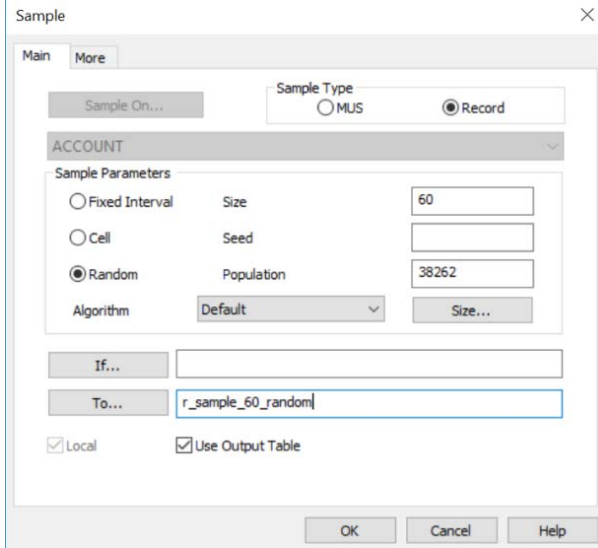 Sample
Main More
Sample Type
Sample On... MUS Record
ACCOUNT
Sample Parameters
Fixed Interval Size 60
Cell Seed
Random Population 38262
Algorithm Default Size...
If...
To... r_sample_60_random
Local Use Output Table
OK Cancel Help